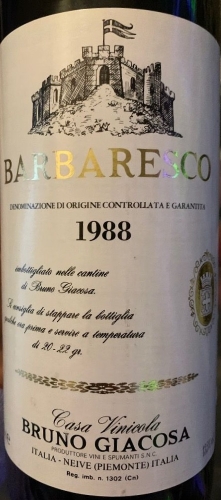 BARBARESCO
DENOMINAZIONE DI ORIGINE CONTROLLATA E GARANTITA
1988
imbottigliato nelle cantine
di Bruno Giacosa.
Si consiglia di stappare la bottiglia
qualche ora prima e servire a temperatura
di 20-22 gr.
Casa Vinicola
BRUNO GIACOSA
PRODUTTORE VINI E SPUMANTI S.N.C.
ITALIA - NEIVE (PIEMONTE) ITALIA
Reg. imb. n. 1302 (Cn)